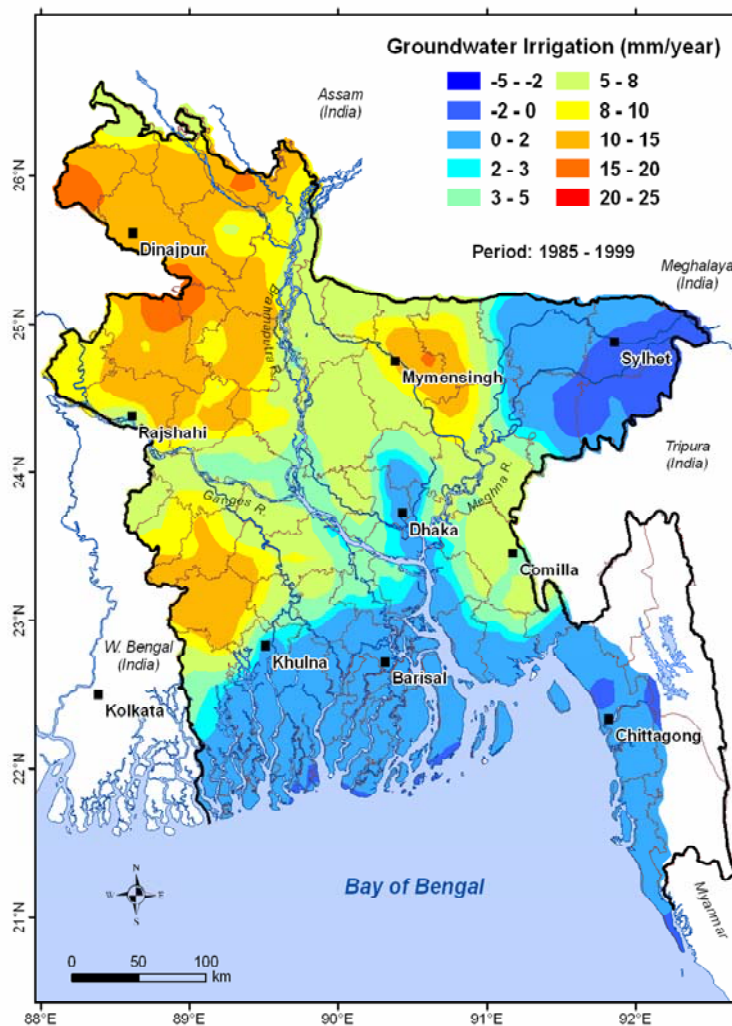 Groundwater Irrigation (mm/year)
-5 - -2
-2 - 0
0 - 2
2 - 3
3 - 5
5 - 8
8 - 10
10 - 15
15 - 20
20 - 25
Period: 1985 - 1999
Assam
(India)
Meghalaya
(India)
Dinajpur
Brahmaputra R.
Sylhet
Mymensingh
Rajshahi
Tripura
(India)
Ganges R.
Meghna R.
Dhaka
Comilla
W. Bengal
(India)
Khulna
Barisal
Kolkata
Chittagong
Bay of Bengal
Myanmar
N
W
E
S
0
50
100
km
26°N
25°N
24°N
23°N
22°N
21°N
88°E
89°E
90°E
91°E
92°E